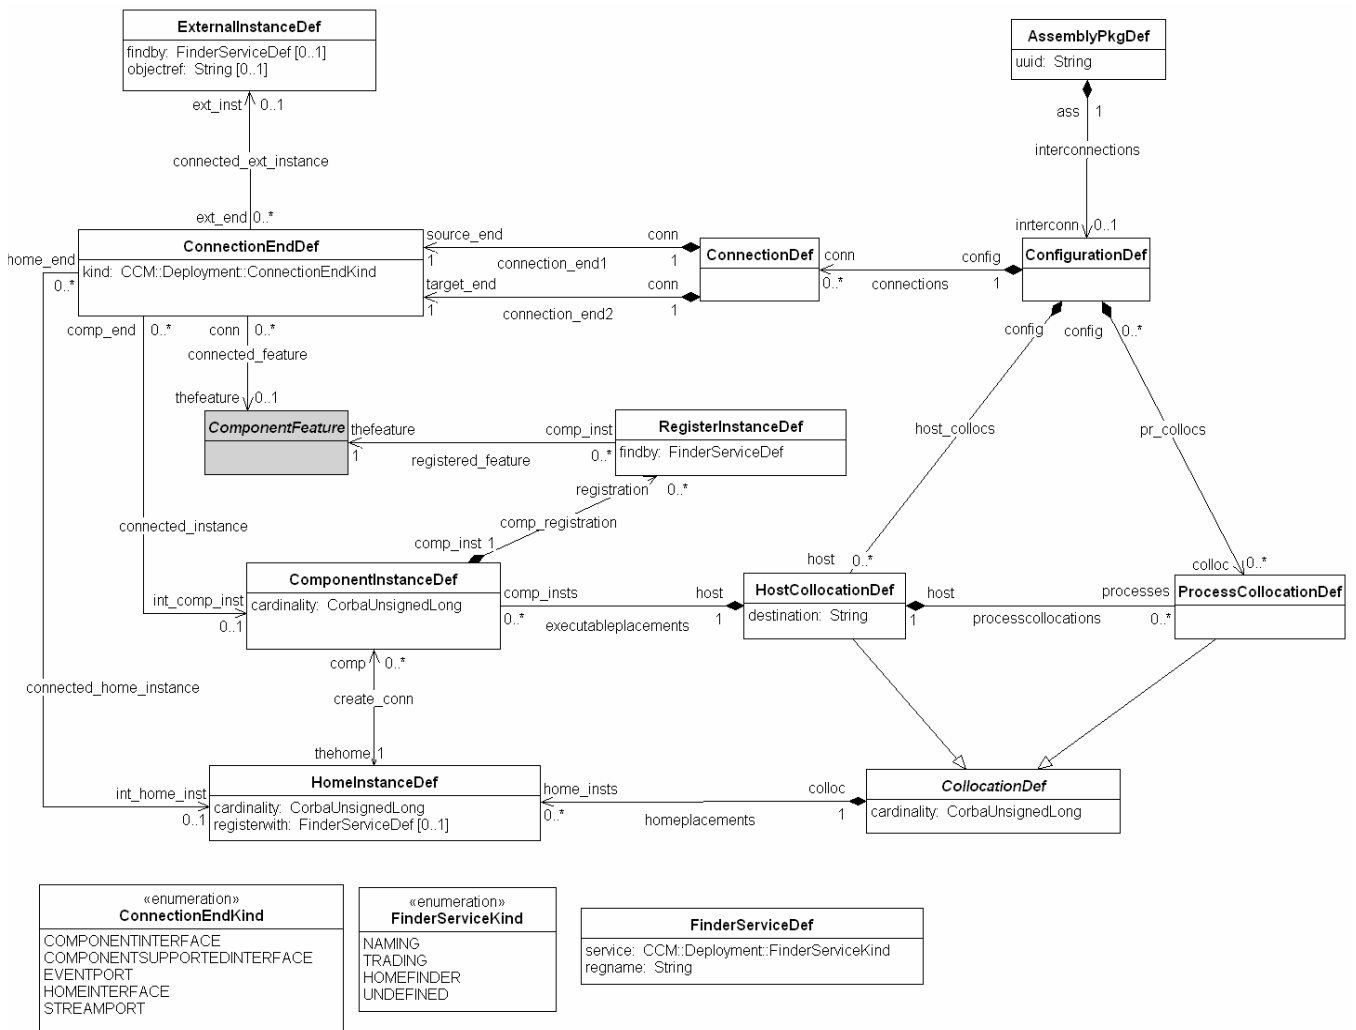 ExternalInstanceDef
findby: FinderServiceDef [0..1]
objectref: String [0..1]
AssemblyPkgDef
uuid: String
ext_inst 0..1
ass 1
connected_ext_instance
interconnections
ext_end 0..*
inrterconn 0..1
ConnectionEndDef
kind: CCM::Deployment::ConnectionEndKind
home_end
0..*
source_end conn
1 connection_end1 1
target_end conn
1 connection_end2 1
ConnectionDef
conn config
0..* connections 1
ConfigurationDef
comp_end 0..*
conn 0..*
connected_feature
config
config 0..*
thefeature 0..1
ComponentFeature
thefeature comp_inst
1 registered_feature 0..*
RegisterInstanceDef
findby: FinderServiceDef
host_collocs
pr_collocs
registration 0..*
comp_registration
connected_instance
comp_inst 1
host 0..*
colloc 0..*
ComponentInstanceDef
cardinality: CorbaUnsignedLong
int_comp_inst
0..1
comp_insts host
0..* executableplacements 1
HostCollocationDef
destination: String
host processes
1 processcollocations 0..*
ProcessCollocationDef
comp 0..*
connected_home_instance
create_conn
thehome 1
HomeInstanceDef
cardinality: CorbaUnsignedLong
registerwith: FinderServiceDef [0..1]
int_home_inst
0..1
home_insts colloc
0..* homeplacements 1
CollocationDef
cardinality: CorbaUnsignedLong
«enumeration»
ConnectionEndKind
COMPONENTINTERFACE
COMPONENTSUPPORTEDINTERFACE
EVENTPORT
HOMEINTERFACE
STREAMPORT
«enumeration»
FinderServiceKind
NAMING
TRADING
HOMEFINDER
UNDEFINED
FinderServiceDef
service: CCM::Deployment::FinderServiceKind
regname: String